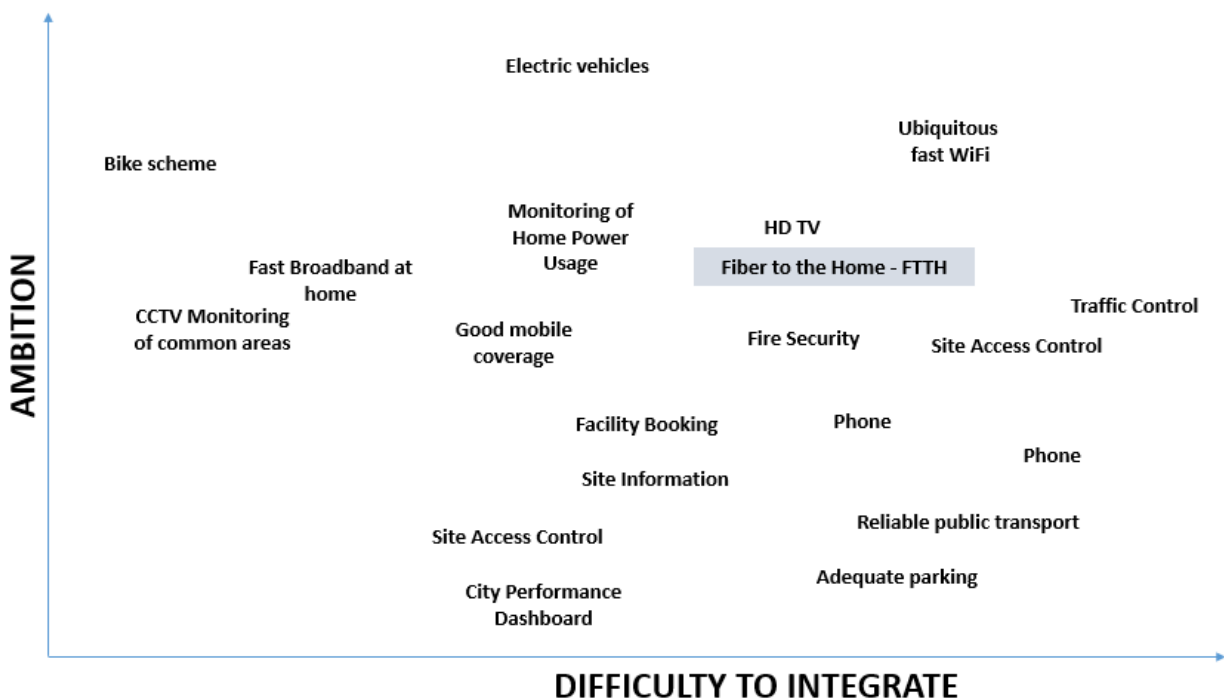 Electric vehicles
Ubiquitous
fast WiFi
Bike scheme
Monitoring of
Home Power
Usage
HD TV
Fast Broadband at
home
Fiber to the Home - FTTH
CCTV Monitoring
of common areas
Good mobile
coverage
Fire Security
Traffic Control
Site Access Control
AMBITION
Facility Booking
Phone
Phone
Site Information
Reliable public transport
Site Access Control
Adequate parking
City Performance
Dashboard
DIFFICULTY TO INTEGRATE